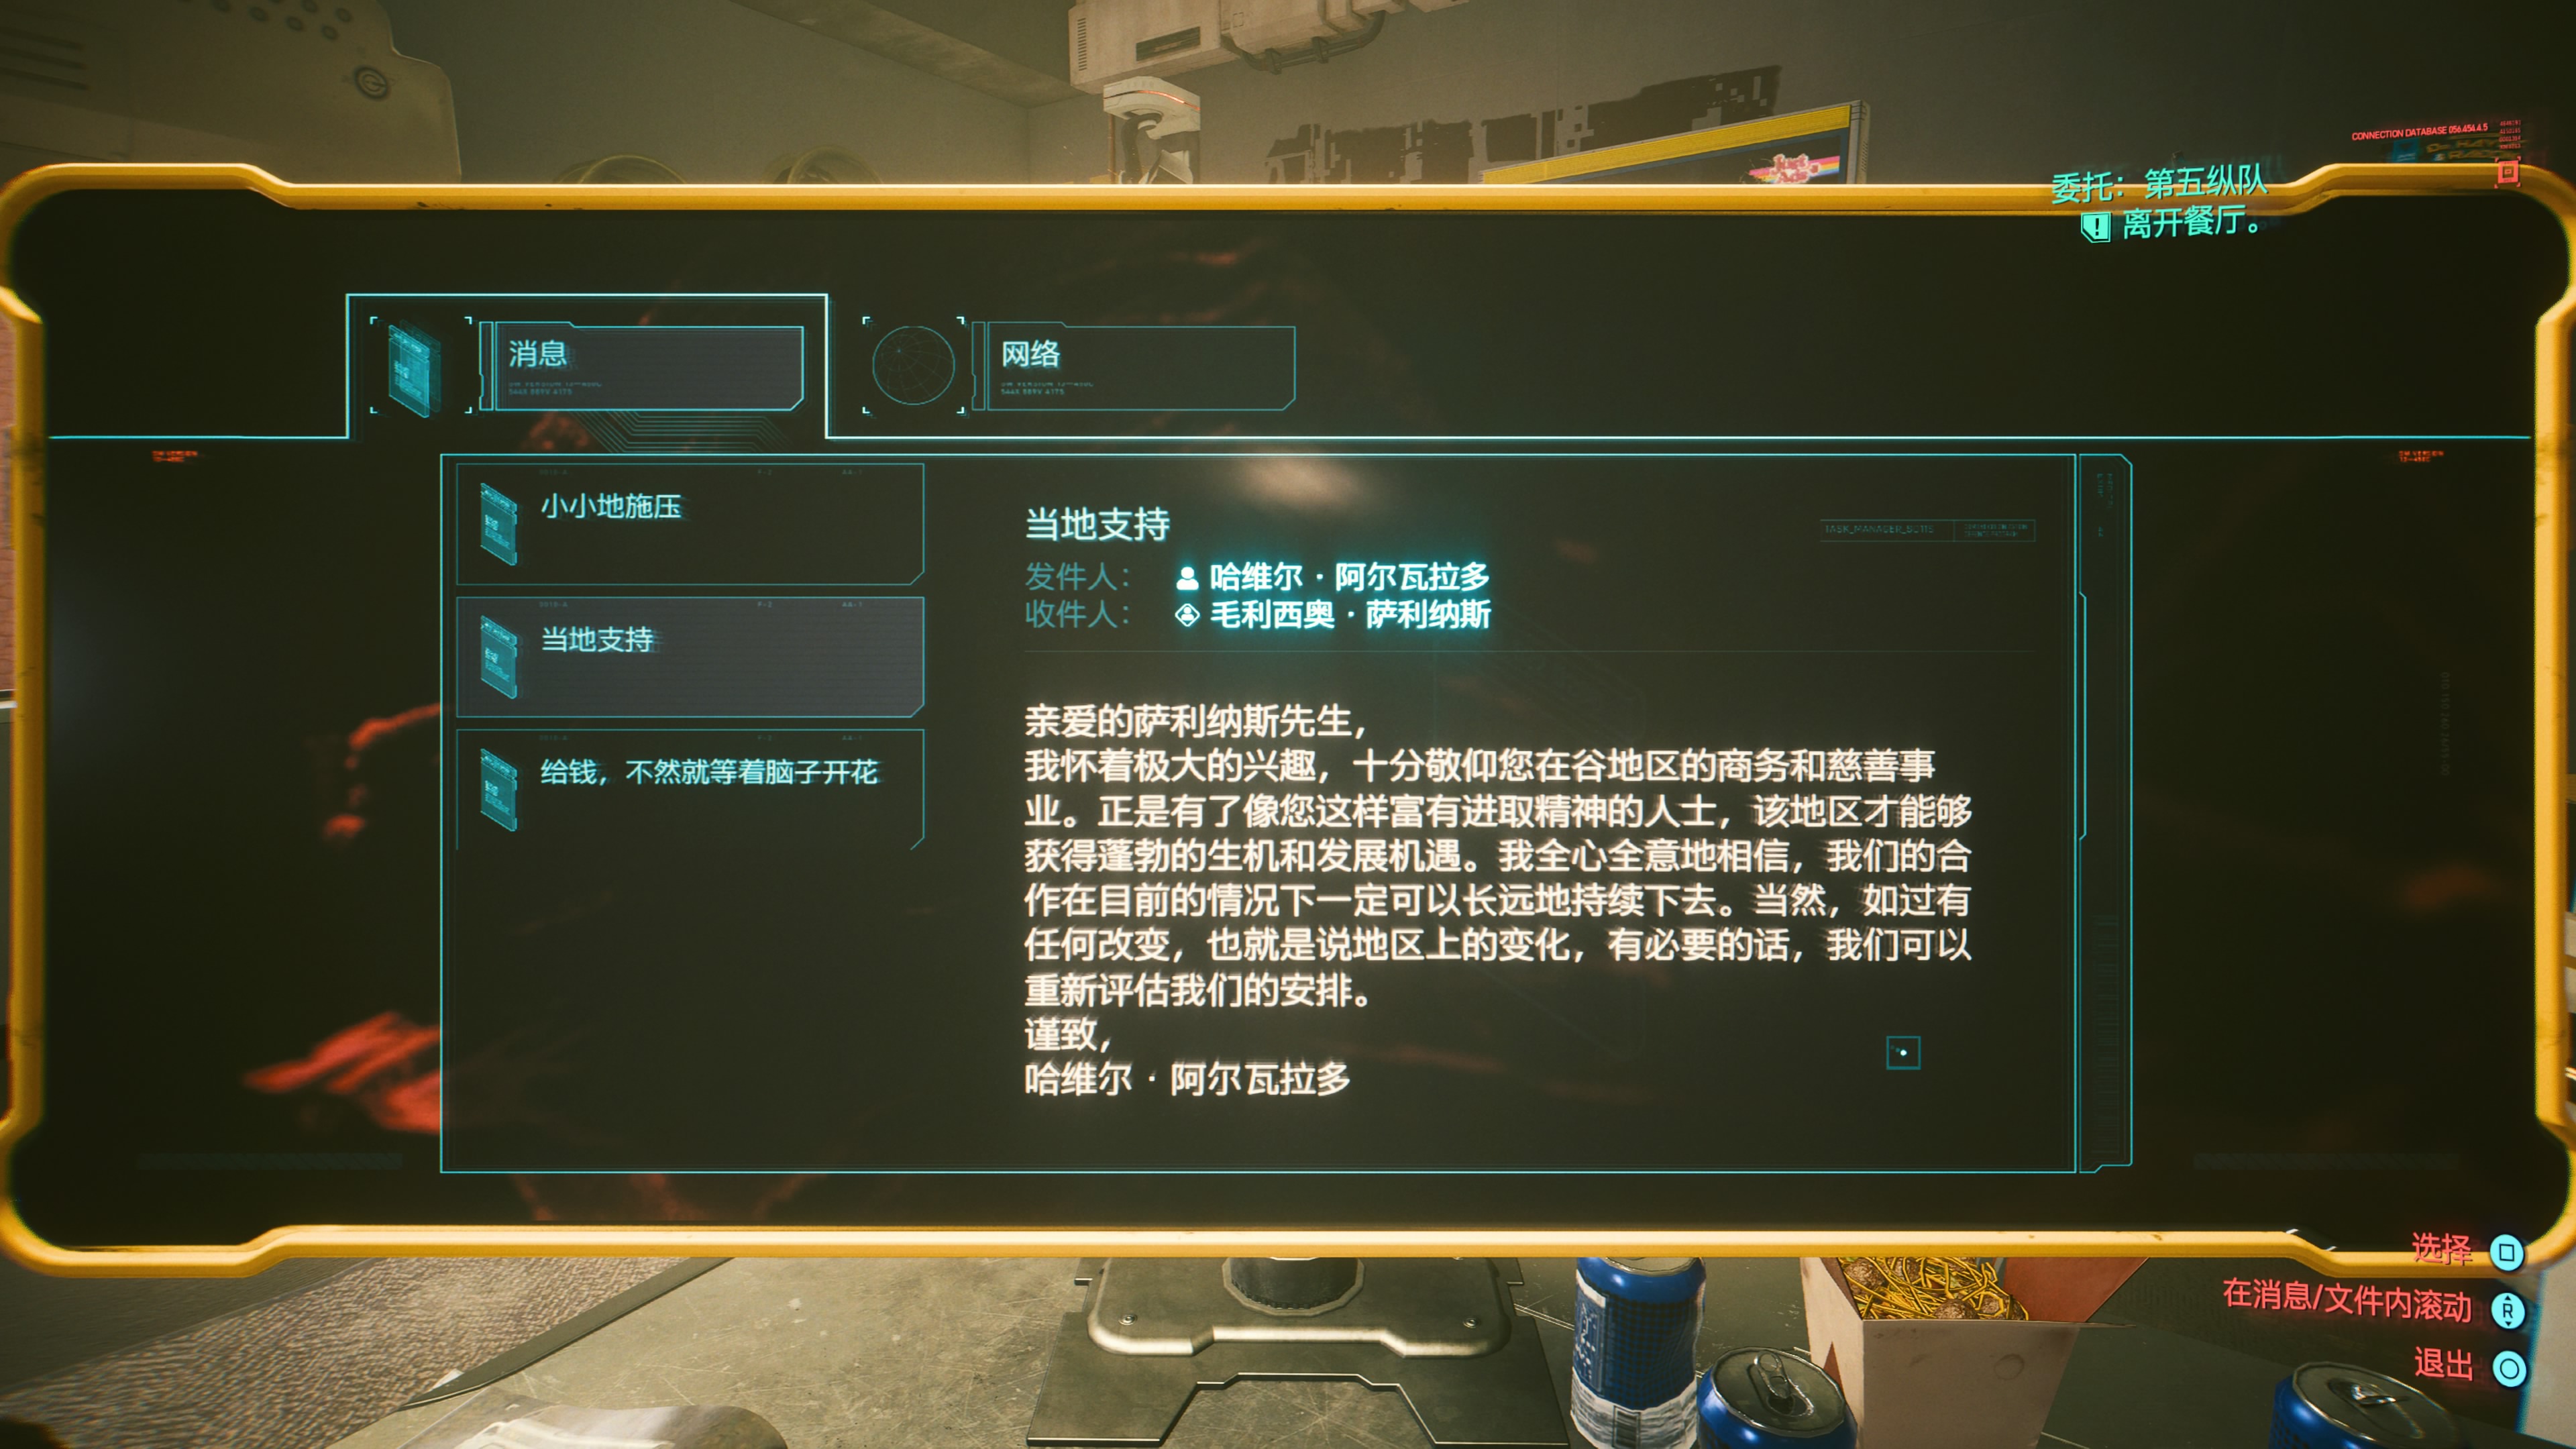 CONNECTION DATABASE 056.454.4.5
委托：第五纵队
离开餐厅。
消息
网络
小小地施压
当地支持
给钱，不然就等着脑子开花
当地支持
TASK_MANAGER_BOTIS
发件人： 哈维尔·阿尔瓦拉多
收件人： 毛利西奥·萨利纳斯
亲爱的萨利纳斯先生，
我怀着极大的兴趣，十分敬仰您在谷地区的商务和慈善事
业。正是有了像您这样富有进取精神的人士，该地区才能够
获得蓬勃的生机和发展机遇。我全心全意地相信，我们的合
作在目前的情况下一定可以长远地持续下去。当然，如过有
任何改变，也就是说地区上的变化，有必要的话，我们可以
重新评估我们的安排。
谨致，
哈维尔·阿尔瓦拉多
选择
在消息/文件内滚动 R
退出